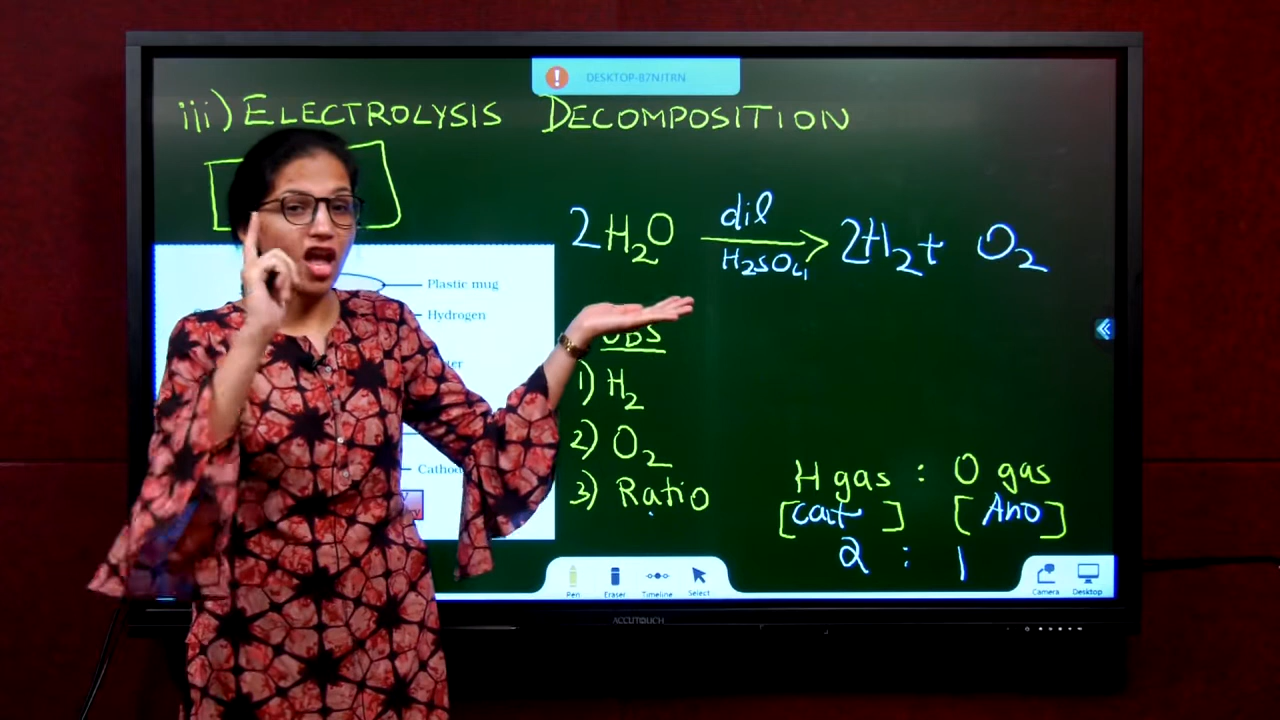 DESKTOP-87NJTRN
iii) ELECTROLYSIS DECOMPOSITION
2H₂O dil H₂SO₄ → 2H₂ + O₂
Plastic mug
Hydrogen
OBS
1) H₂
2) O₂
3) Ratio
H gas : O gas
[Cat] [Ano]
2 : 1
Pen Eraser Timeline Select
Camera Desktop
ACCUTOUCH